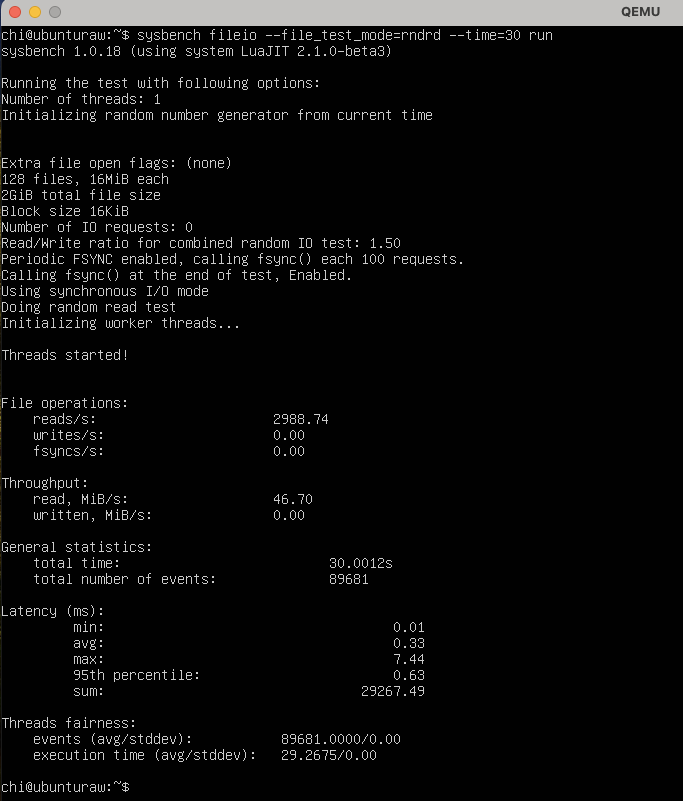 QEMU
chi@ubunturaw:~$ sysbench fileio --file_test_mode=rndrd --time=30 run
sysbench 1.0.18 (using system LuaJIT 2.1.0-beta3)
Running the test with following options:
Number of threads: 1
Initializing random number generator from current time
Extra file open flags: (none)
128 files, 16MiB each
2GiB total file size
Block size 16KiB
Number of IO requests: 0
Read/Write ratio for combined random IO test: 1.50
Periodic FSYNC enabled, calling fsync() each 100 requests.
Calling fsync() at the end of test, Enabled.
Using synchronous I/O mode
Doing random read test
Initializing worker threads...
Threads started!
File operations:
reads/s: 2988.74
writes/s: 0.00
fsyncs/s: 0.00
Throughput:
read, MiB/s: 46.70
written, MiB/s: 0.00
General statistics:
total time: 30.0012s
total number of events: 89681
Latency (ms):
min: 0.01
avg: 0.33
max: 7.44
95th percentile: 0.63
sum: 29267.49
Threads fairness:
events (avg/stddev): 89681.0000/0.00
execution time (avg/stddev): 29.2675/0.00
chi@ubunturaw:~$